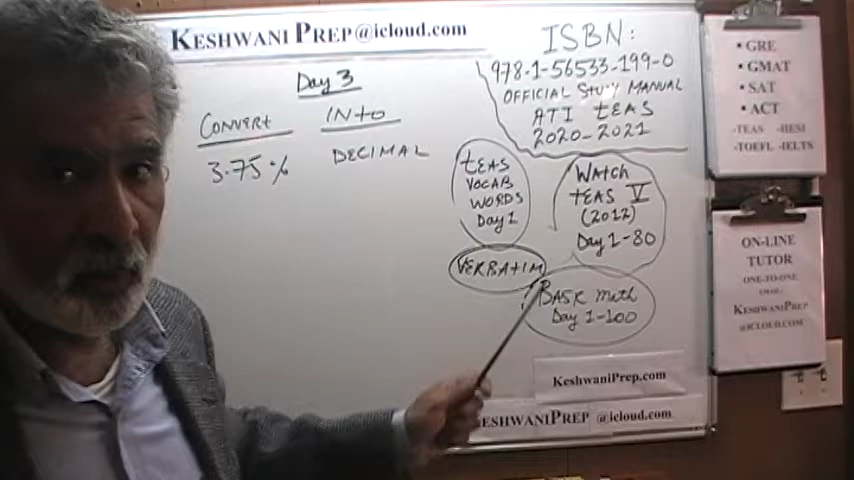 KESHWANI PREP@icloud.com
Day 3
CONVERT INTO
3.75% DECIMAL
ISBN:
978-1-56533-199-0
OFFICIAL STUDY MANUAL
ATI TEAS
2020-2021
TEAS
VOCAB
WORDS
Day 1
WATCH
TEAS V
(2012)
Day 1-80
VERBATIM
BASIC Math
Day 1-100
KESHWANIPREP.COM
KESHWANIPREP @icloud.com
• GRE
• GMAT
• SAT
• ACT
-TEAS -HESI
-TOEFL -IELTS
ON-LINE
TUTOR
ONE-TO-ONE
EMAIL:
KESHWANIPREP
@ICLOUD.COM